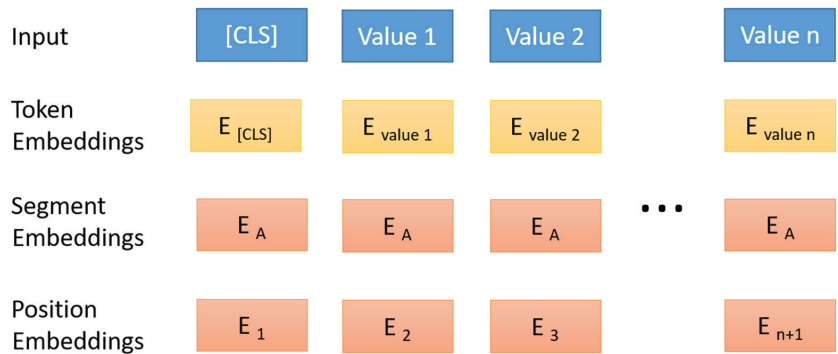 Input [CLS] Value 1 Value 2 Value n
Token
Embeddings
E [CLS] E value 1 E value 2 E value n
Segment
Embeddings
E A E A E A ... E A
Position
Embeddings
E 1 E 2 E 3 E n+1